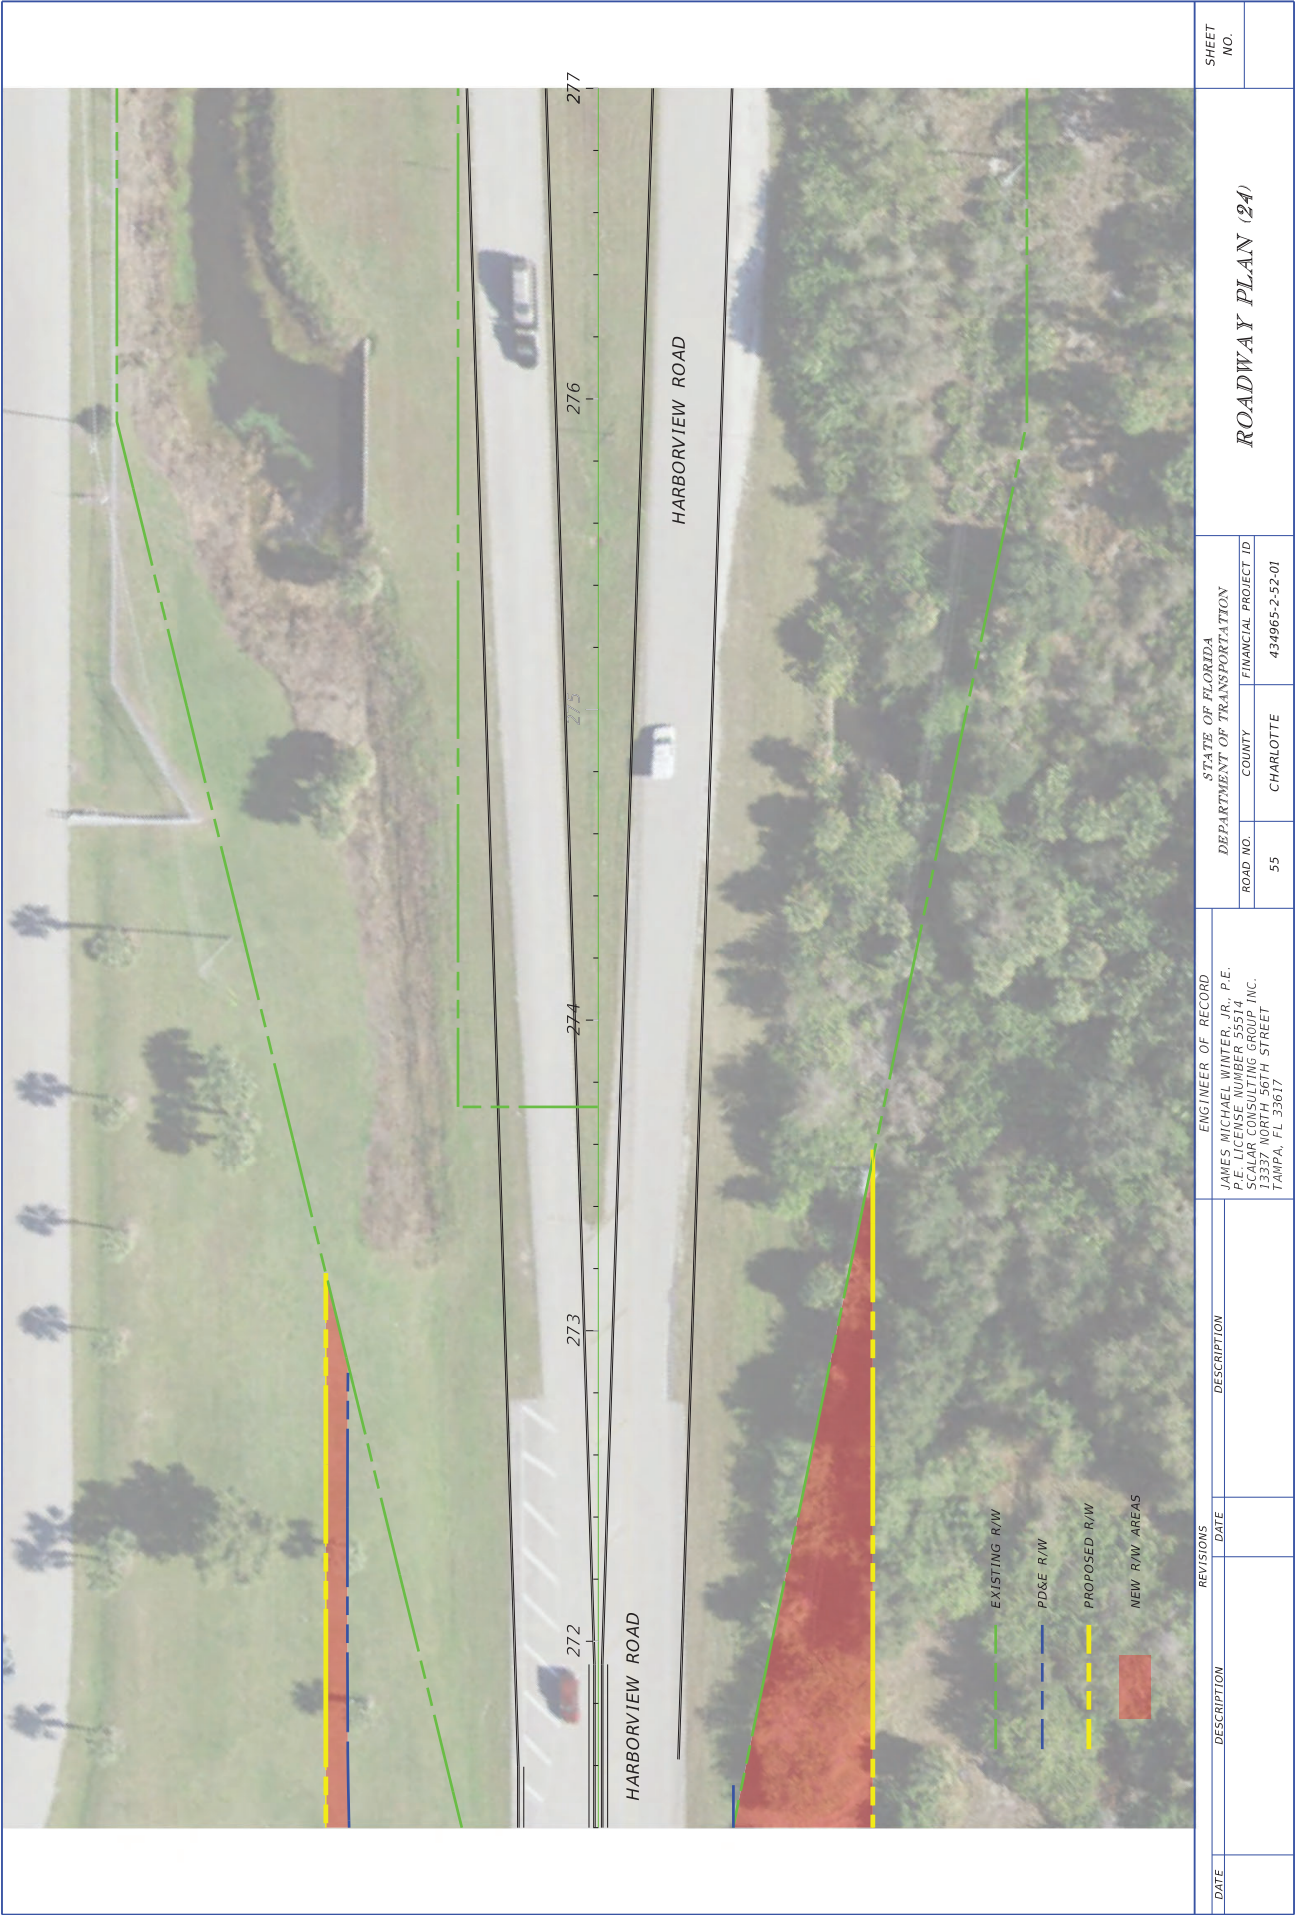 277
276
275
274
273
272
HARBORVIEW ROAD
HARBORVIEW ROAD
EXISTING R/W
PD&E R/W
PROPOSED R/W
NEW R/W AREAS
REVISIONS
DATE
DESCRIPTION
DATE
DESCRIPTION
ENGINEER OF RECORD
JAMES MICHAEL WINTER, JR., P.E.
P.E. LICENSE NUMBER 55514
SCALAR CONSULTING GROUP INC.
13337 NORTH 56TH STREET
TAMPA, FL 33617
STATE OF FLORIDA
DEPARTMENT OF TRANSPORTATION
ROAD NO.
COUNTY
FINANCIAL PROJECT ID
55
CHARLOTTE
434965-2-52-01
ROADWAY PLAN (24)
SHEET
NO.